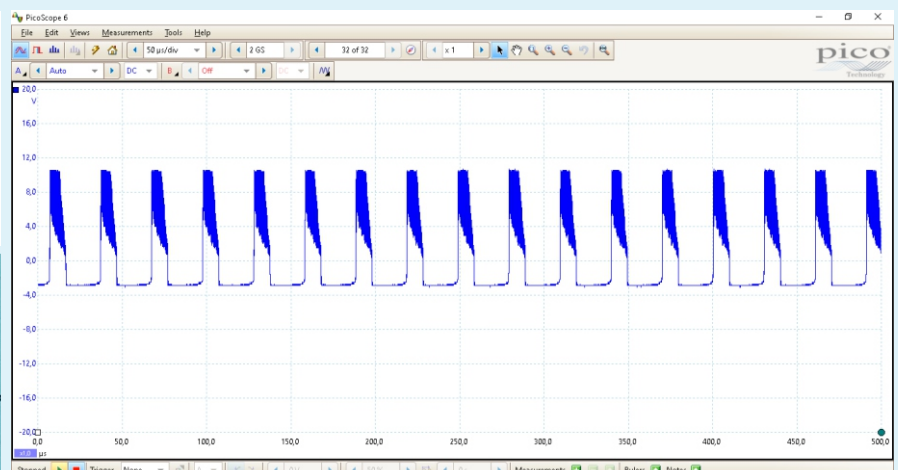 PicoScope 6
File Edit Views Measurements Tools Help
50 µs/div 2 GS 32 of 32 x 1
pico
Technology
A Auto DC B Off DC
20,0
V
16,0
12,0
8,0
4,0
0,0
-4,0
-8,0
-12,0
-16,0
-20,0
0,0 50,0 100,0 150,0 200,0 250,0 300,0 350,0 400,0 450,0 500,0
x1,0 µs
Stopped Trigger None Measurements Rulers Notes